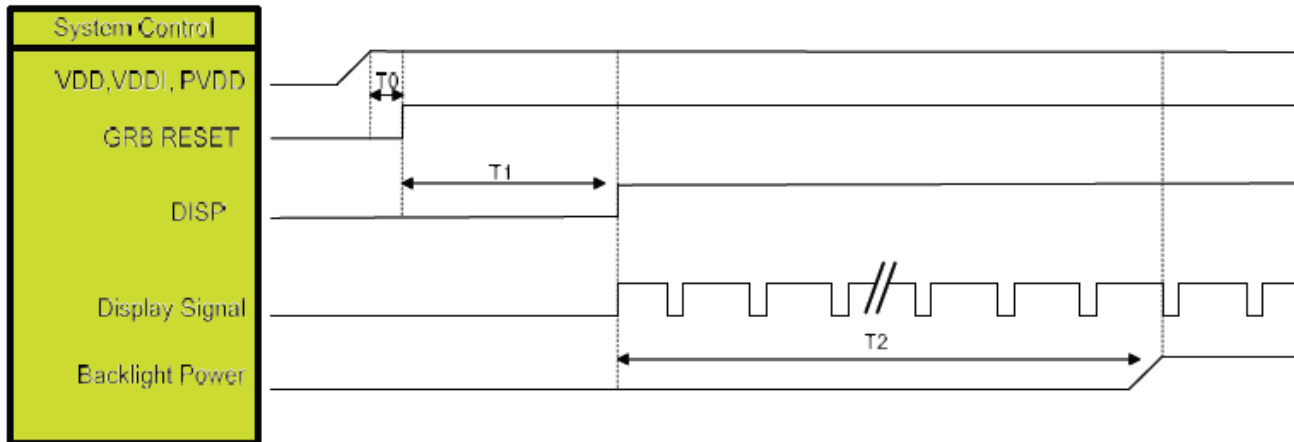 System Control
VDD,VDDI, PVDD
T0
GRB RESET
T1
DISP
Display Signal
T2
Backlight Power